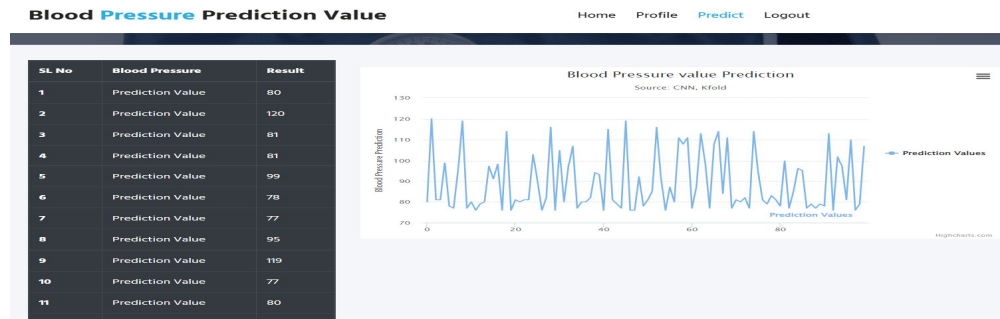 Blood Pressure Prediction Value
Home Profile Predict Logout
SL No Blood Pressure Result
1 Prediction Value 80
2 Prediction Value 120
3 Prediction Value 81
4 Prediction Value 81
5 Prediction Value 99
6 Prediction Value 78
7 Prediction Value 77
8 Prediction Value 95
9 Prediction Value 119
10 Prediction Value 77
11 Prediction Value 80
Blood Pressure value Prediction
Source: CNN, Kfold
Blood Pressure Prediction
130
120
110
100
90
80
70
0 20 40 60 80
Prediction Values
Prediction Values
Highcharts.com